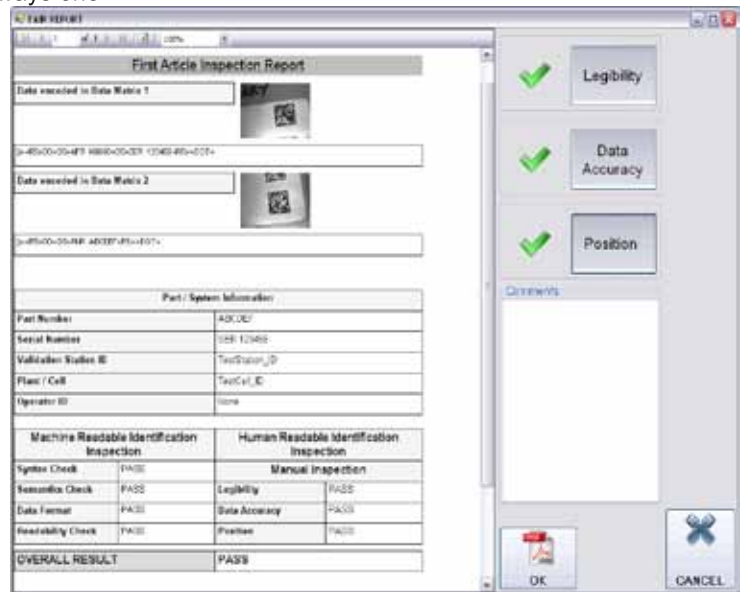 FAIR REPORT
100%
First Article Inspection Report
Data encoded in Data Matrix 1
Data encoded in Data Matrix 2
Part / System Information
Part Number ABCDEF
Serial Number SER 123456
Validation Station ID TestStation_ID
Plant / Cell TestCell_ID
Operator ID None
Machine Readable Identification Inspection
Human Readable Identification Inspection
Syntax Check PASS Manual Inspection
Semantics Check PASS Legibility PASS
Data Format PASS Data Accuracy PASS
Readability Check PASS Position PASS
OVERALL RESULT PASS
Legibility
Data
Accuracy
Position
Comments
OK
CANCEL